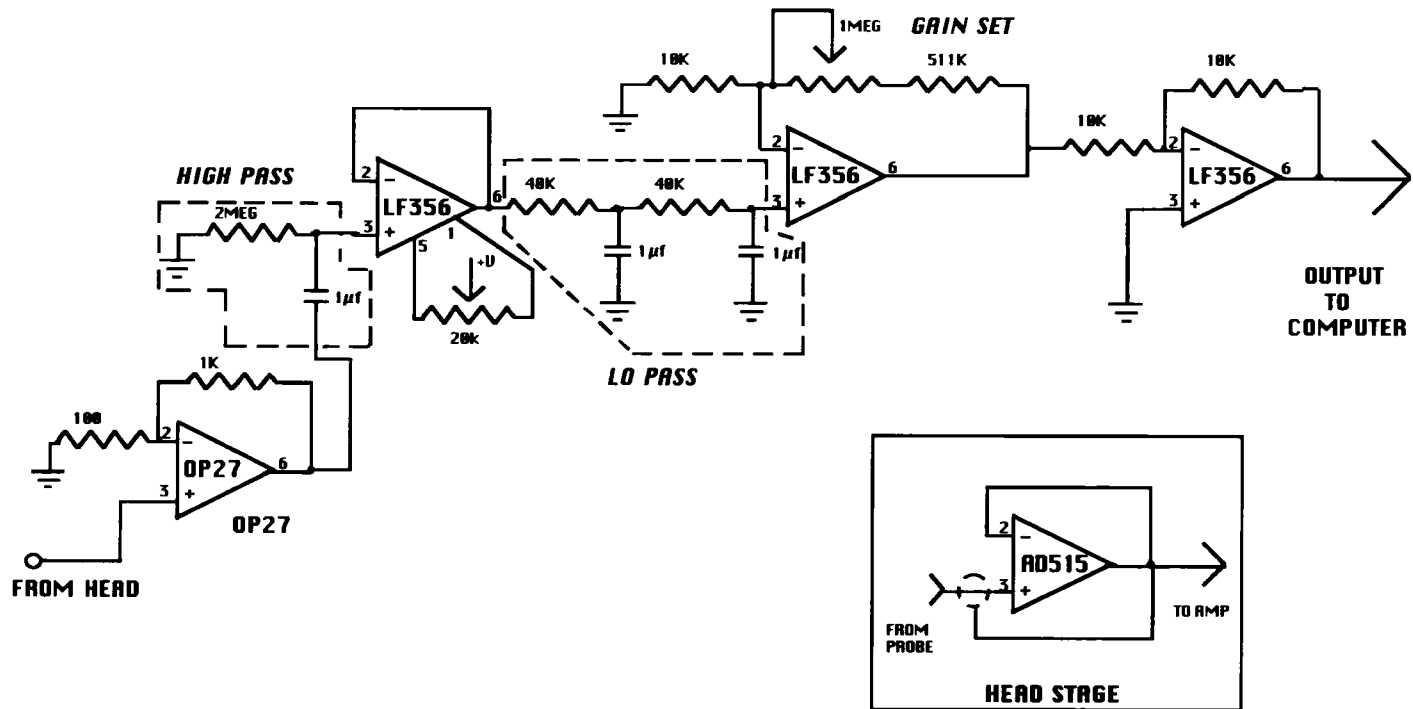 1MEG
GAIN SET
10K
511K
10K
10K
2
-
LF356
6
3
+
2
-
LF356
6
3
+
HIGH PASS
2MEG
2
-
LF356
6
3
+
5
1
+V
20k
1µf
40K
40K
1µf
1µf
LO PASS
OUTPUT
TO
COMPUTER
1K
100
2
-
OP27
6
3
+
OP27
FROM HEAD
2
-
AD515
3
+
FROM
PROBE
TO AMP
HEAD STAGE